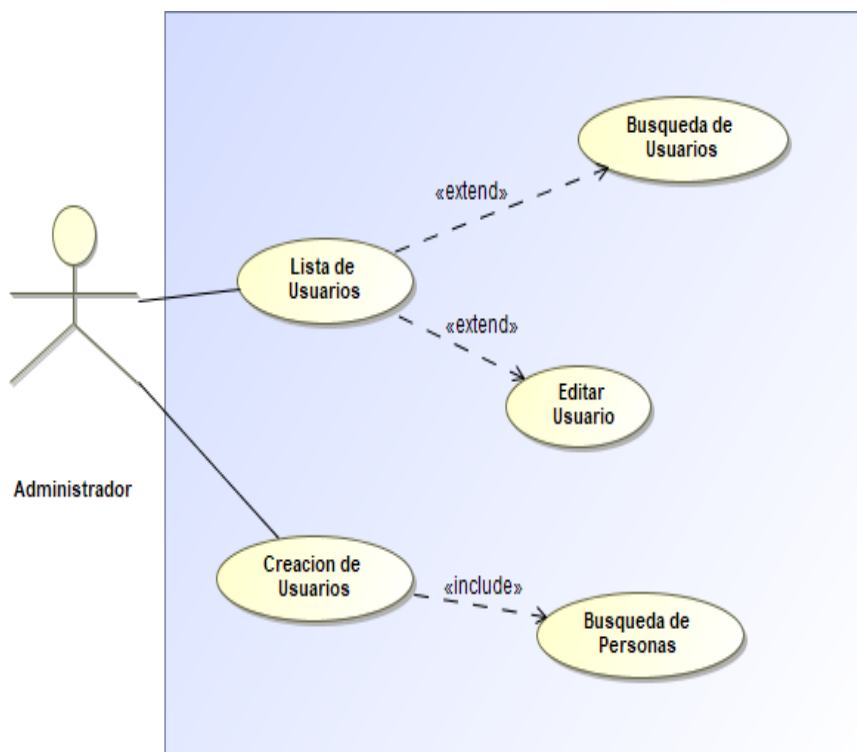 Busqueda de
Usuarios
«extend»
Lista de
Usuarios
«extend»
Editar
Usuario
Administrador
Creacion de
Usuarios
«include»
Busqueda de
Personas